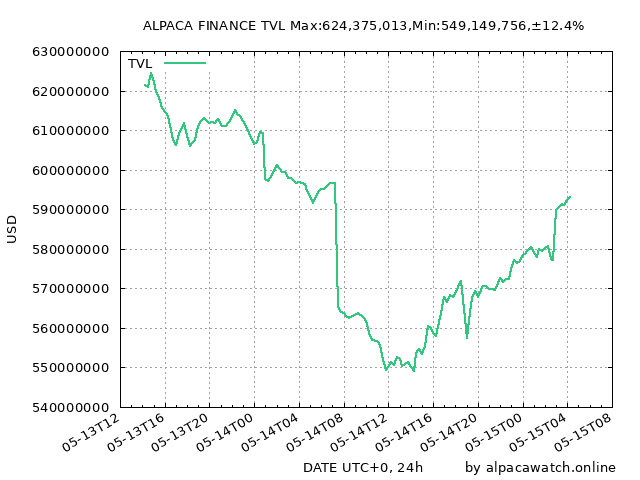 ALPACA FINANCE TVL Max:624,375,013,Min:549,149,756,±12.4%
630000000
TVL
620000000
610000000
600000000
590000000
USD
580000000
570000000
560000000
550000000
540000000
05-13T12 05-13T16 05-13T20 05-14T00 05-14T04 05-14T08 05-14T12 05-14T16 05-14T20 05-15T00 05-15T04 05-15T08
DATE UTC+0, 24h by alpacawatch.online